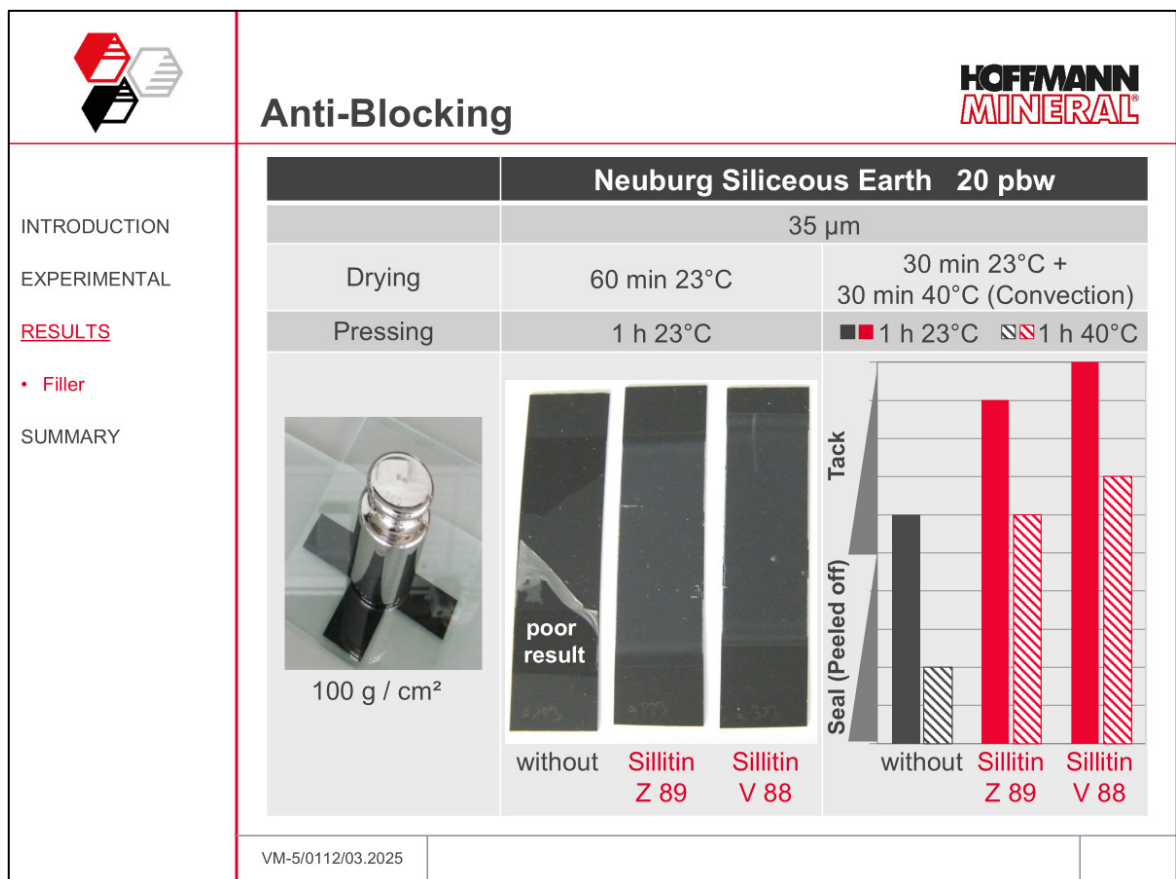 Anti-Blocking
HOFFMANN
MINERAL®
INTRODUCTION
EXPERIMENTAL
RESULTS
• Filler
SUMMARY
Neuburg Siliceous Earth 20 pbw
35 µm
Drying
60 min 23°C
30 min 23°C +
30 min 40°C (Convection)
Pressing
1 h 23°C
1 h 23°C
1 h 40°C
100 g / cm²
poor
result
without
Sillitin
Z 89
Sillitin
V 88
Tack
Seal (Peeled off)
without
Sillitin
Z 89
Sillitin
V 88
VM-5/0112/03.2025